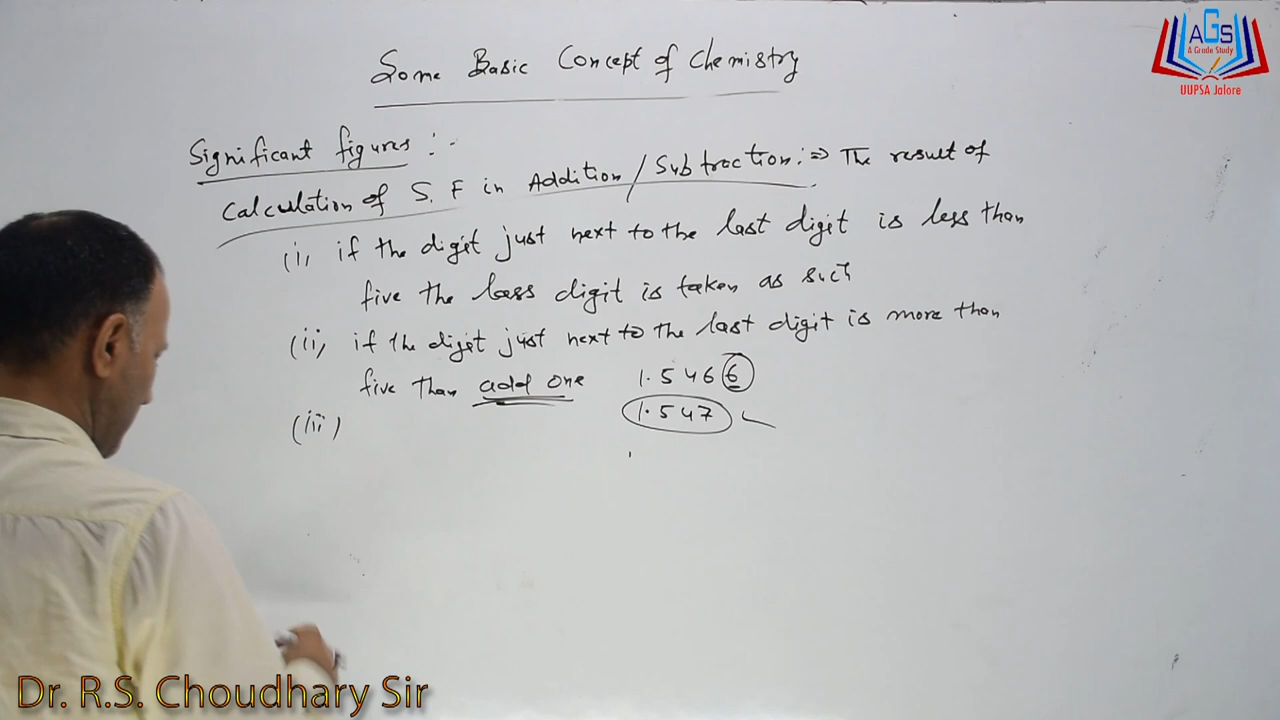 Some Basic Concept of Chemistry
AGS
A Grade Study
UUPSA Jalore
Significant figures :-
Calculation of S.F in Addition / Subtraction :⇒ The result of
(i) if the digit just next to the last digit is less than
five the lass digit is taken as such
(ii) if the digit just next to the last digit is more than
five than add one 1.5466
1.547
(iii)
Dr. R.S. Choudhary Sir